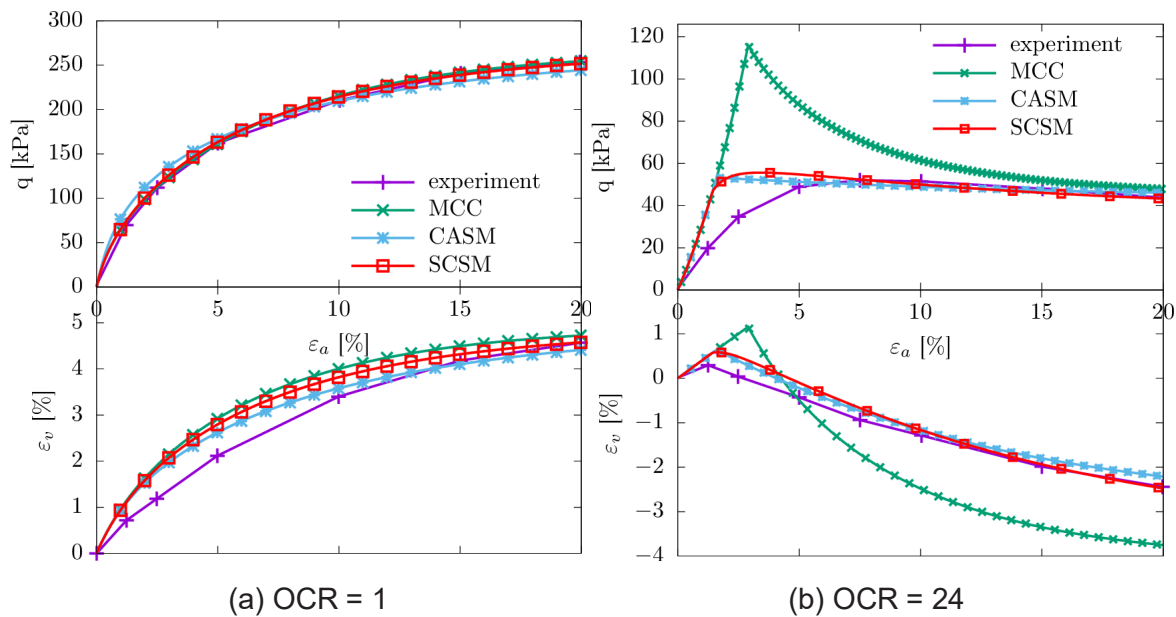 300
250
200
150
100
50
0
q [kPa]
experiment
MCC
CASM
SCSM
0
5
10
15
20
εa [%]
5
4
3
2
1
0
εv [%]
(a) OCR = 1
120
100
80
60
40
20
0
q [kPa]
experiment
MCC
CASM
SCSM
0
5
10
15
20
εa [%]
1
0
−1
−2
−3
−4
εv [%]
(b) OCR = 24